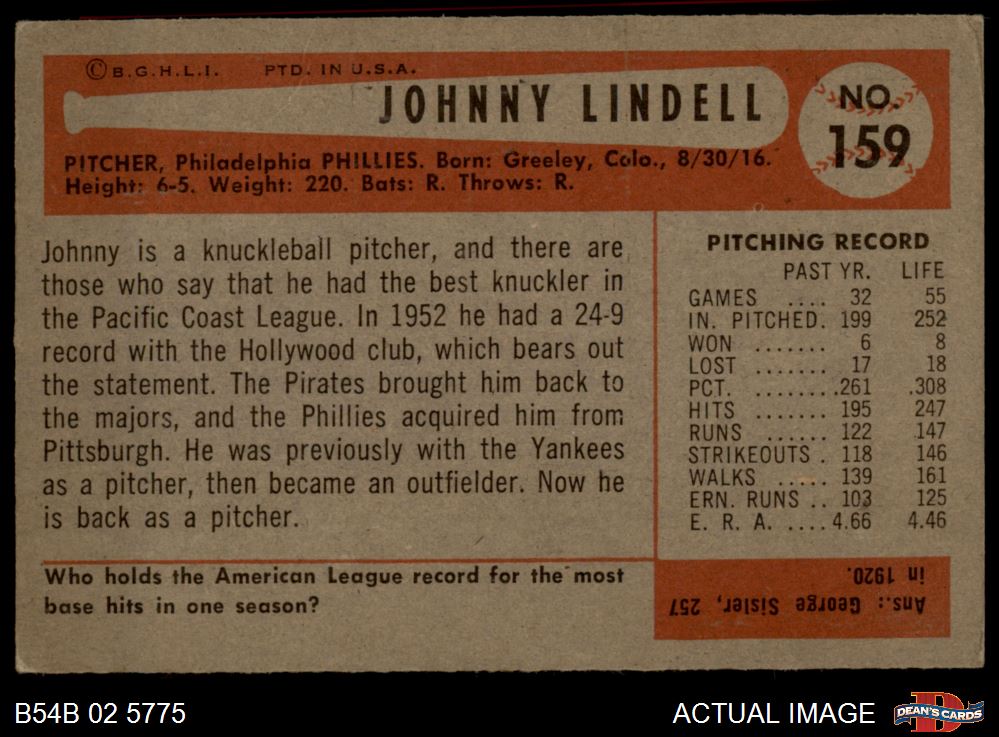 © B.G.H.L.I. PTD. IN U.S.A.
JOHNNY LINDELL
NO.
159
PITCHER, Philadelphia PHILLIES. Born: Greeley, Colo., 8/30/16.
Height: 6-5. Weight: 220. Bats: R. Throws: R.
Johnny is a knuckleball pitcher, and there are
those who say that he had the best knuckler in
the Pacific Coast League. In 1952 he had a 24-9
record with the Hollywood club, which bears out
the statement. The Pirates brought him back to
the majors, and the Phillies acquired him from
Pittsburgh. He was previously with the Yankees
as a pitcher, then became an outfielder. Now he
is back as a pitcher.
PITCHING RECORD
PAST YR. LIFE
GAMES .... 32 55
IN. PITCHED. 199 252
WON ....... 6 8
LOST ....... 17 18
PCT. ........261 .308
HITS ....... 195 247
RUNS ...... 122 147
STRIKEOUTS . 118 146
WALKS ..... 139 161
ERN. RUNS .. 103 125
E. R. A. ....4.66 4.46
Who holds the American League record for the most
base hits in one season?
Ans.: George Sisler, 257
in 1920.
B54B 02 5775
ACTUAL IMAGE
DEAN'S CARDS